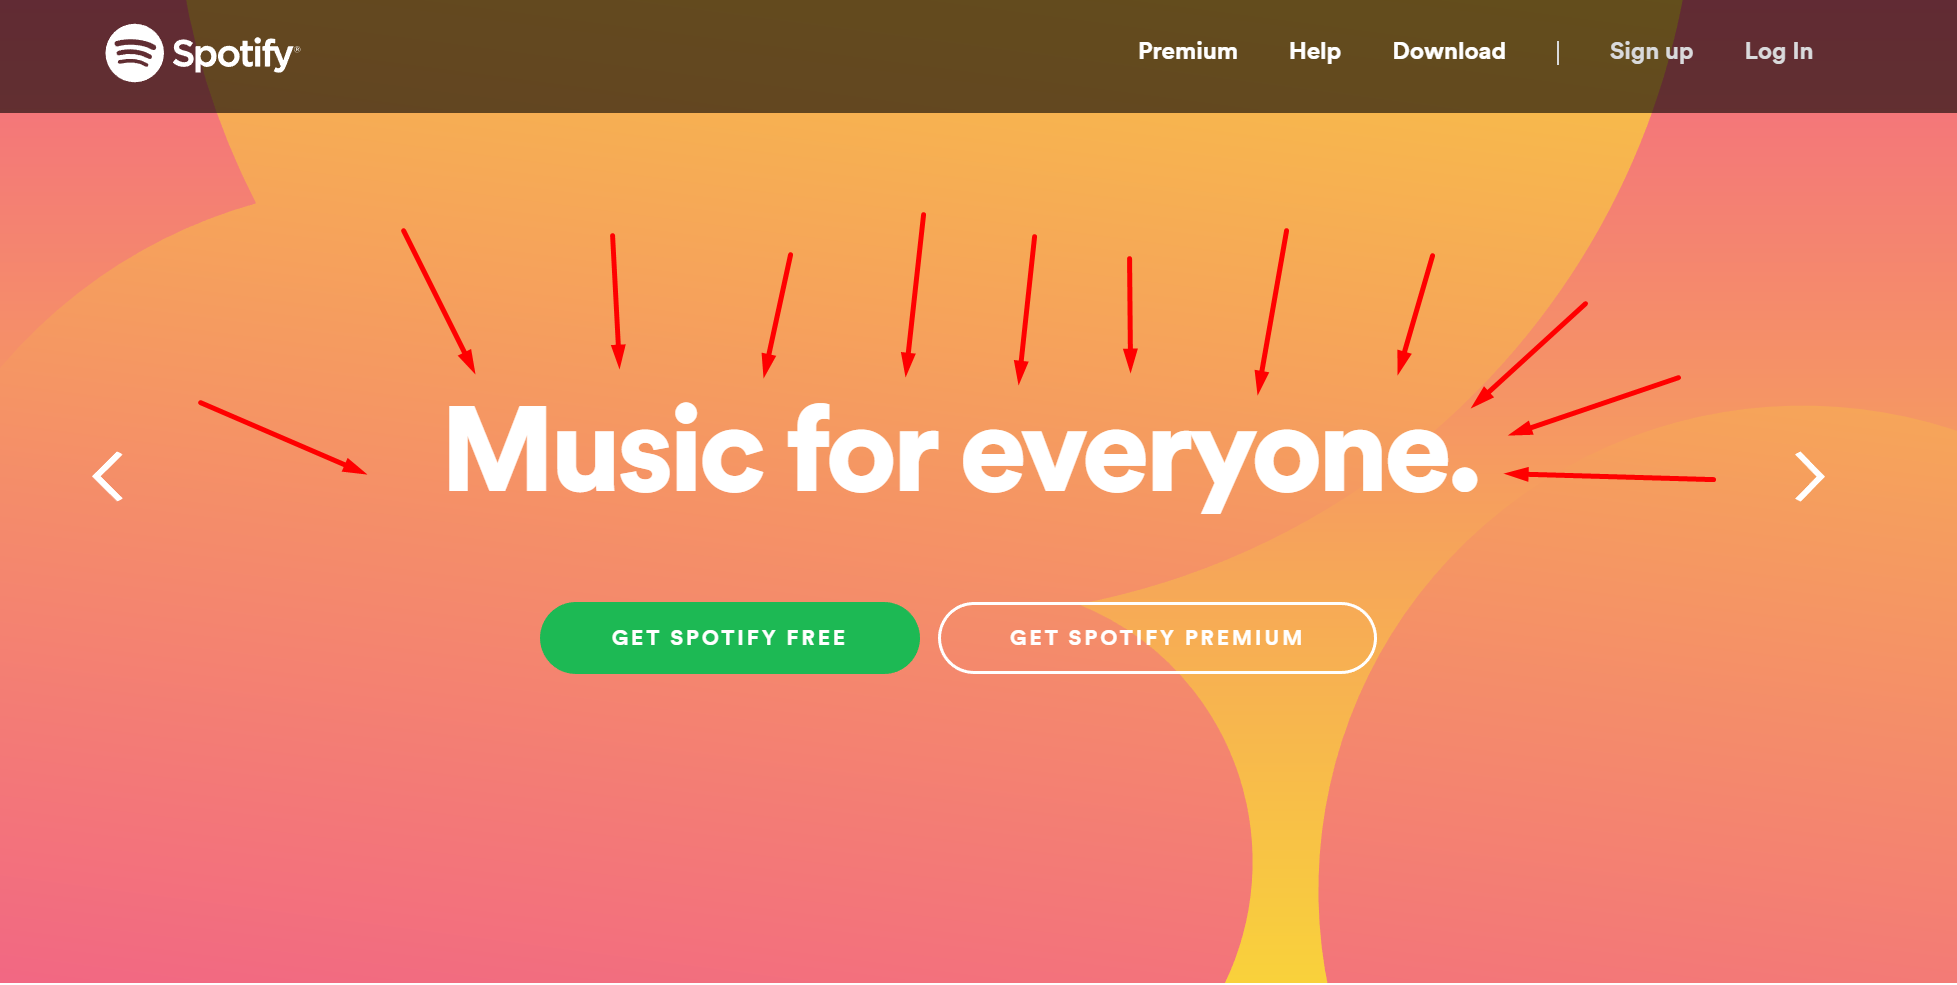 Spotify®
Premium Help Download | Sign up Log In
Music for everyone.
GET SPOTIFY FREE GET SPOTIFY PREMIUM